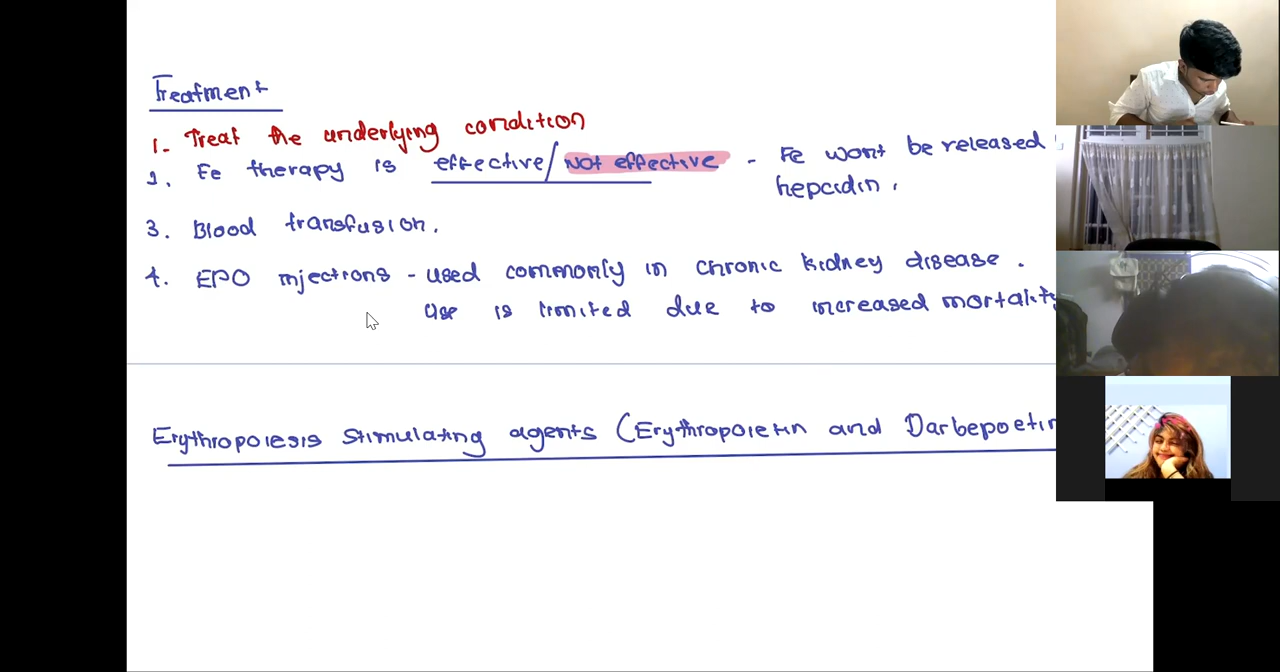 Treatment
1. Treat the underlying condition
2. Fe therapy is effective/Not effective - Fe wont be released
hepcidin.
3. Blood transfusion.
4. EPO injections - used commonly in chronic kidney disease.
Use is limited due to increased mortality
Erythropoiesis stimulating agents (Erythropoietin and Darbepoetin